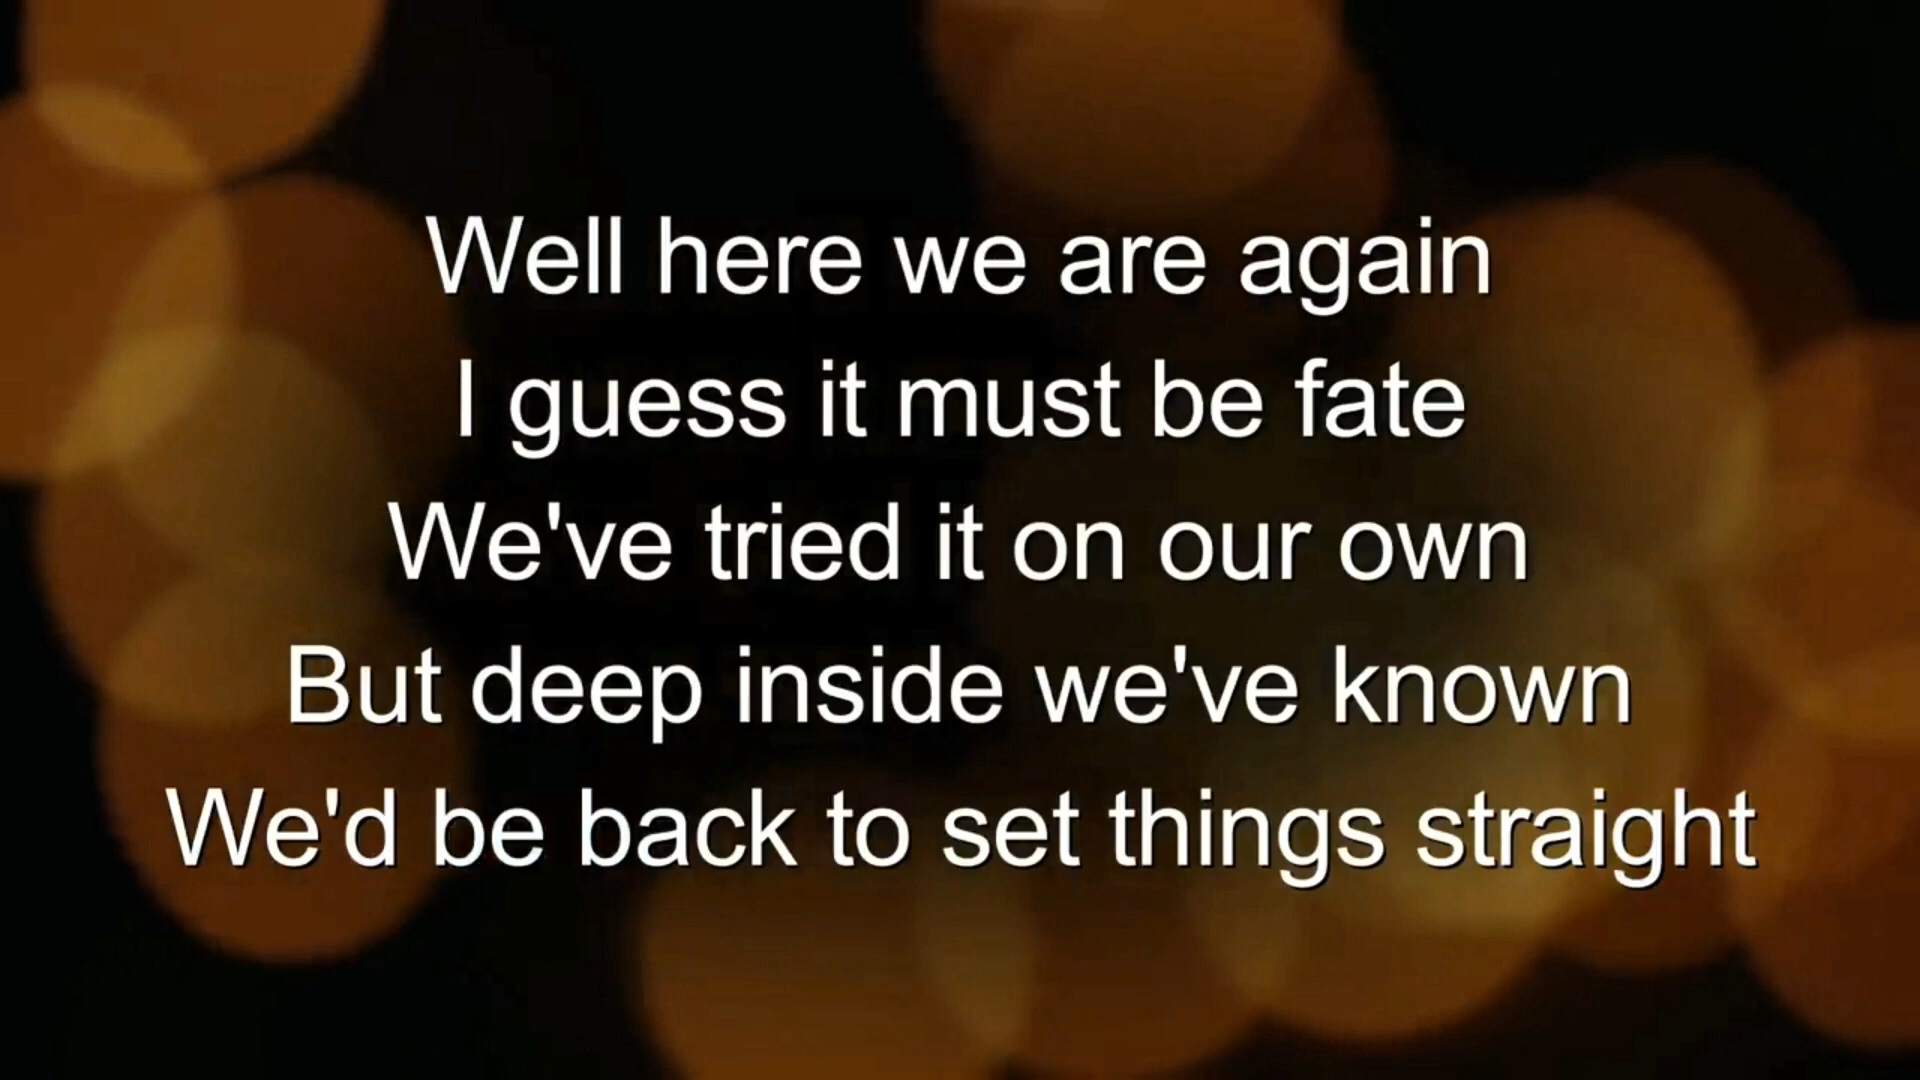 Well here we are again
I guess it must be fate
We've tried it on our own
But deep inside we've known
We'd be back to set things straight